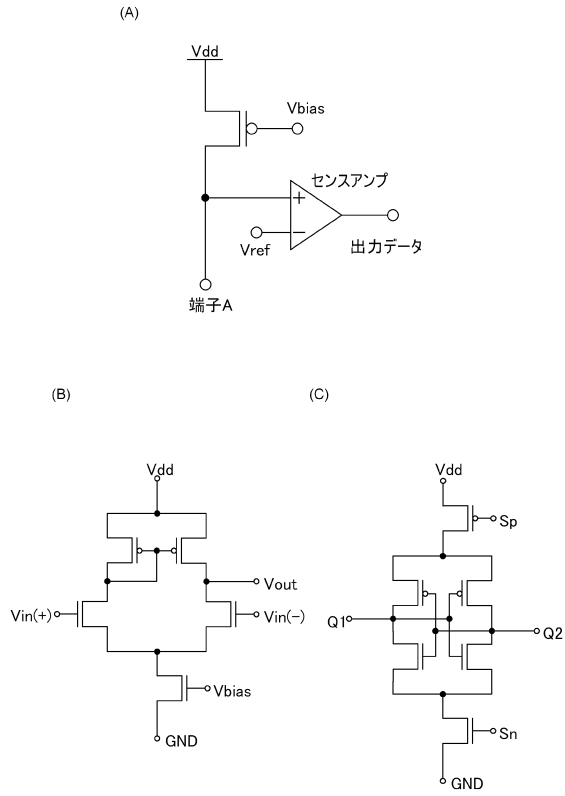 (A)
Vdd
Vbias
センスアンプ
+
−
Vref
出力データ
端子A
(B)
(C)
Vdd
Vin(+)
Vout
Vin(-)
Vbias
GND
Vdd
Sp
Q1
Q2
Sn
GND